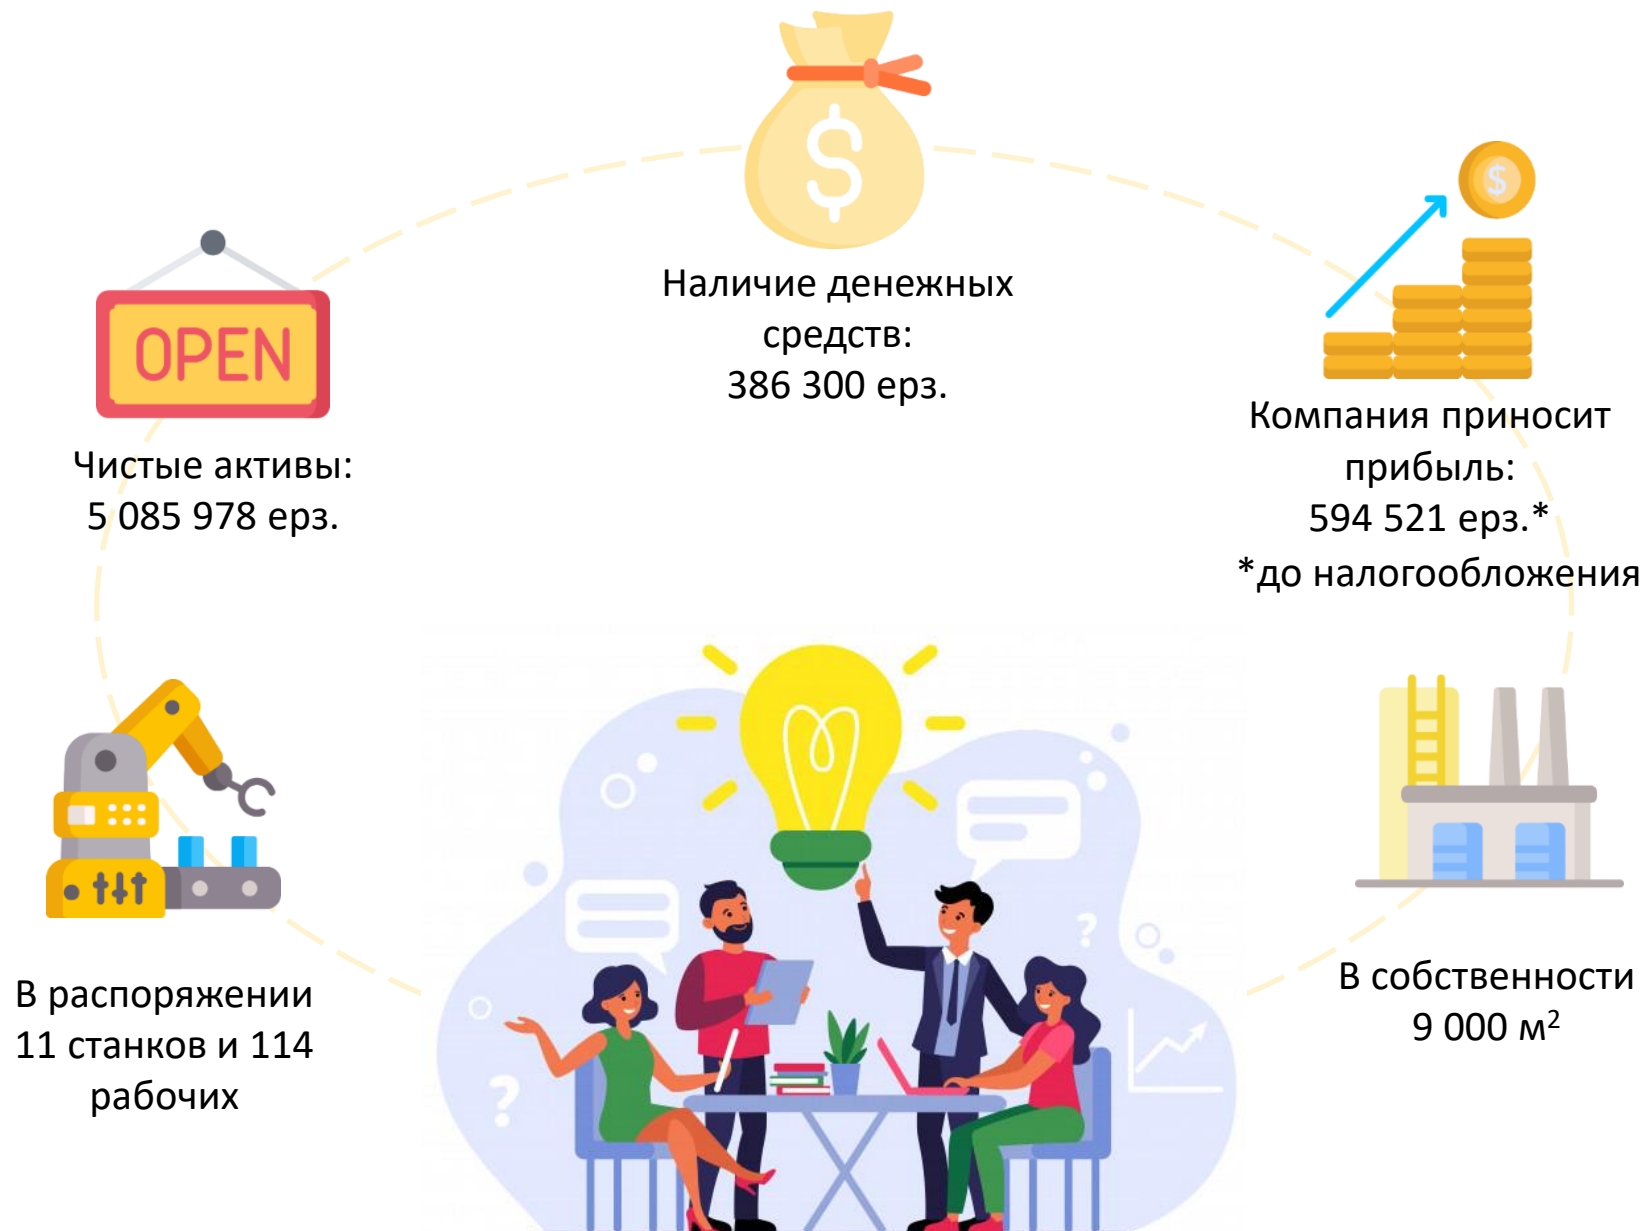 Наличие денежных
средств:
386 300 ерз.
OPEN
Чистые активы:
5 085 978 ерз.
Компания приносит
прибыль:
594 521 ерз.*
*до налогообложения
В распоряжении
11 станков и 114
рабочих
В собственности
9 000 м²